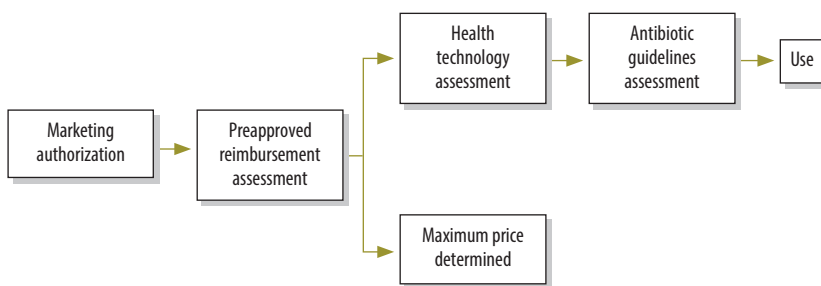 Marketing
authorization
Preapproved
reimbursement
assessment
Health
technology
assessment
Antibiotic
guidelines
assessment
Use
Maximum price
determined